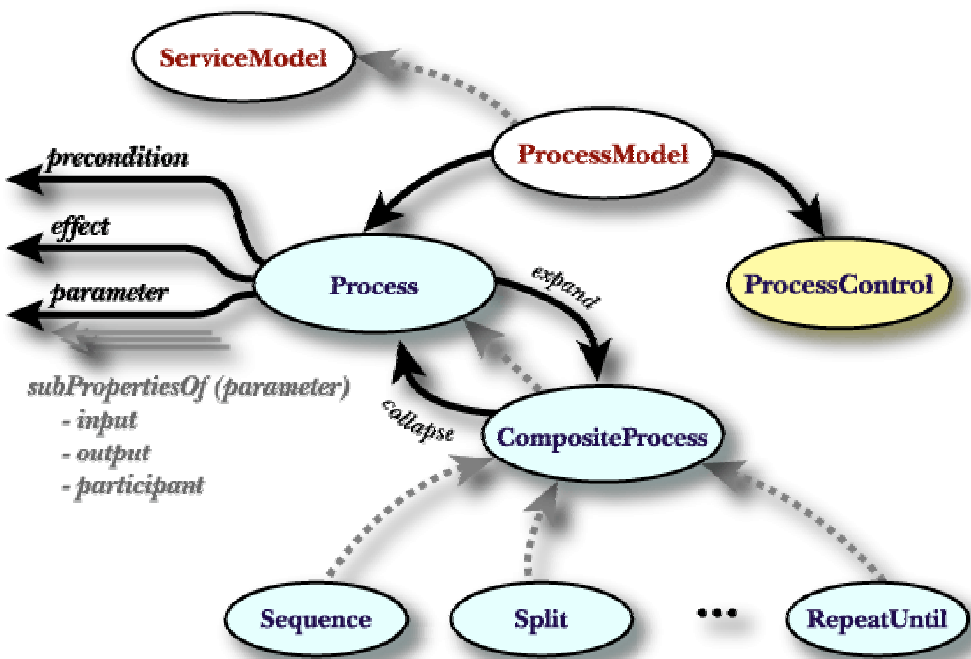 ServiceModel
ProcessModel
precondition
effect
parameter
Process
expand
ProcessControl
subPropertiesOf (parameter)
- input
- output
- participant
collapse
CompositeProcess
Sequence
Split
...
RepeatUntil